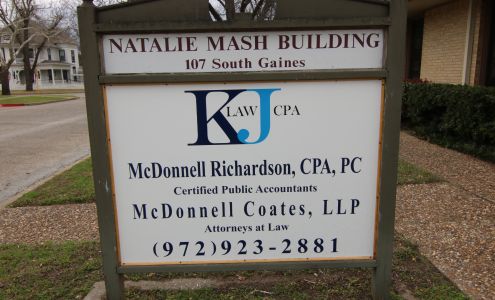 NATALIE MASH BUILDING
107 South Gaines
KJ LAW CPA
McDonnell Richardson, CPA, PC
Certified Public Accountants
McDonnell Coates, LLP
Attorneys at Law
(972)923-2881